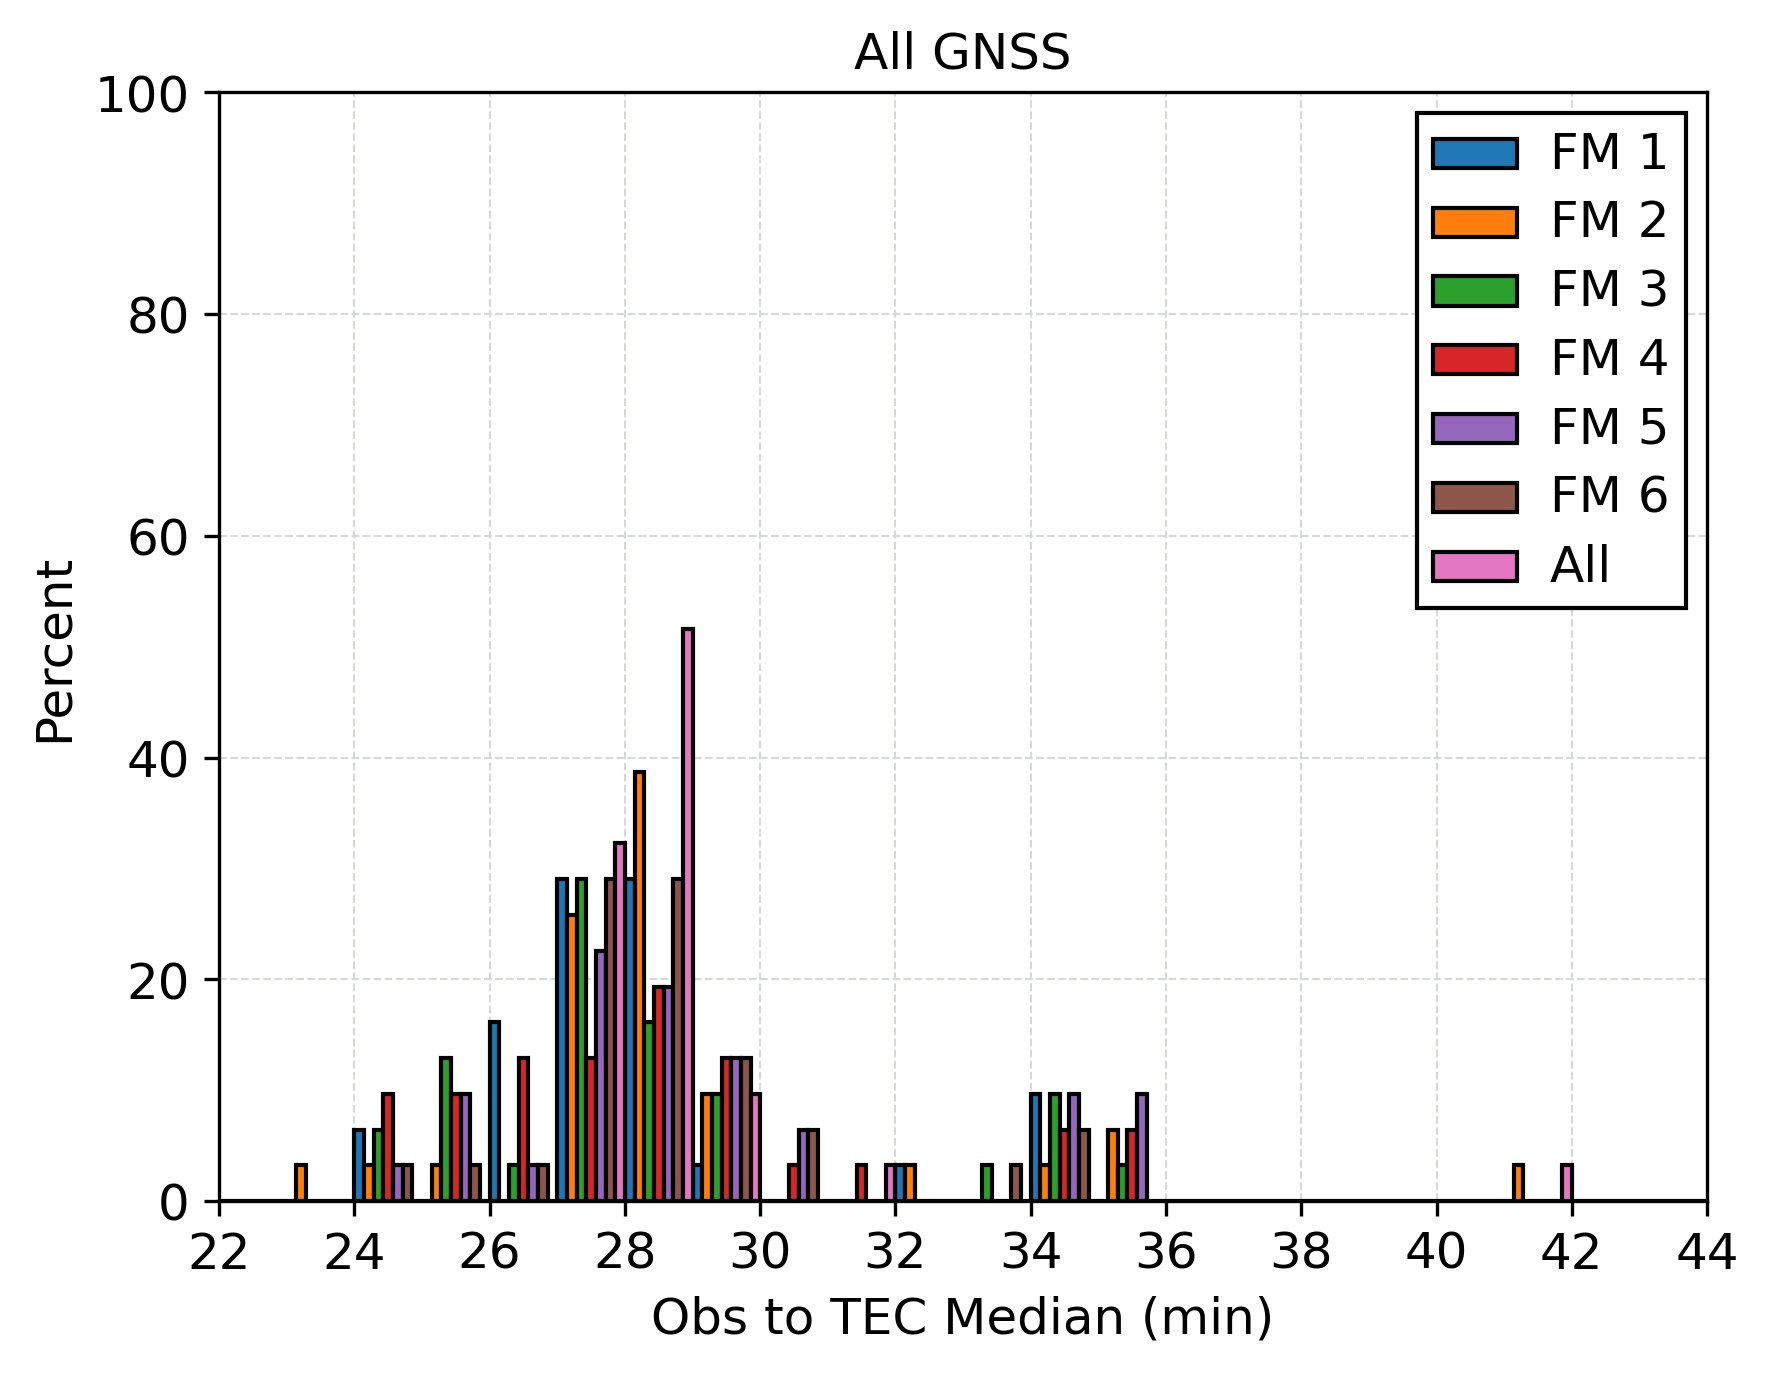 All GNSS
100
80
60
40
20
0
Percent
FM 1
FM 2
FM 3
FM 4
FM 5
FM 6
All
22 24 26 28 30 32 34 36 38 40 42 44
Obs to TEC Median (min)